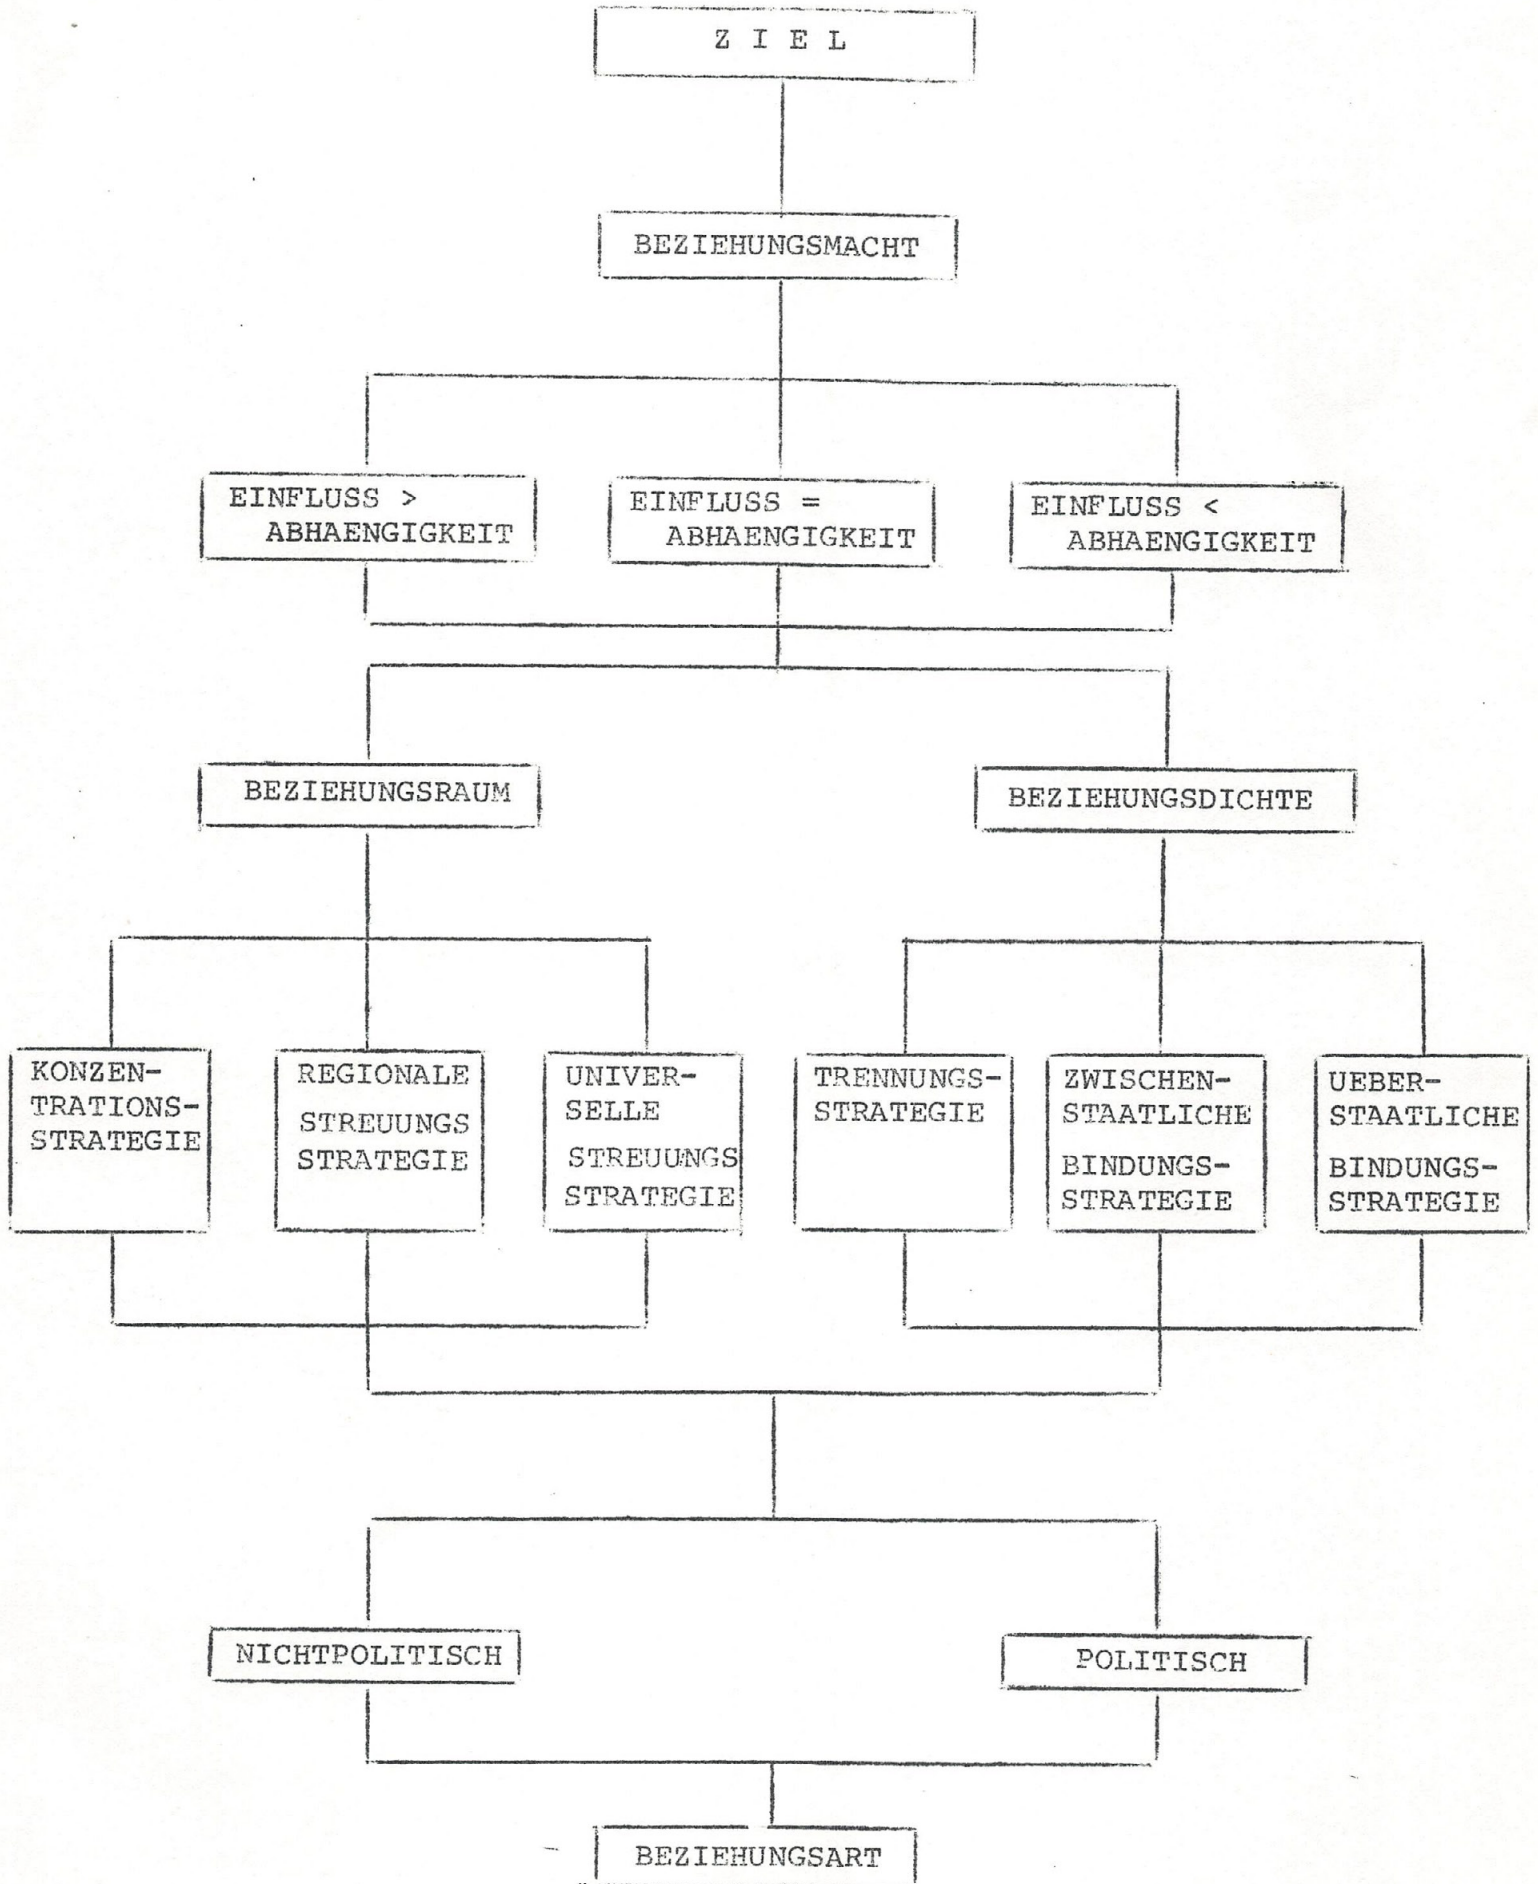 Z I E L
BEZIEHUNGSMACHT
EINFLUSS >
ABHAENGIGKEIT
EINFLUSS =
ABHAENGIGKEIT
EINFLUSS <
ABHAENGIGKEIT
BEZIEHUNGSRAUM
BEZIEHUNGSDICHTE
KONZEN-
TRATIONS-
STRATEGIE
REGIONALE
STREUUNGS
STRATEGIE
UNIVER-
SELLE
STREUUNGS
STRATEGIE
TRENNUNGS-
STRATEGIE
ZWISCHEN-
STAATLICHE
BINDUNGS-
STRATEGIE
UEBER-
STAATLICHE
BINDUNGS-
STRATEGIE
NICHTPOLITISCH
POLITISCH
BEZIEHUNGSART